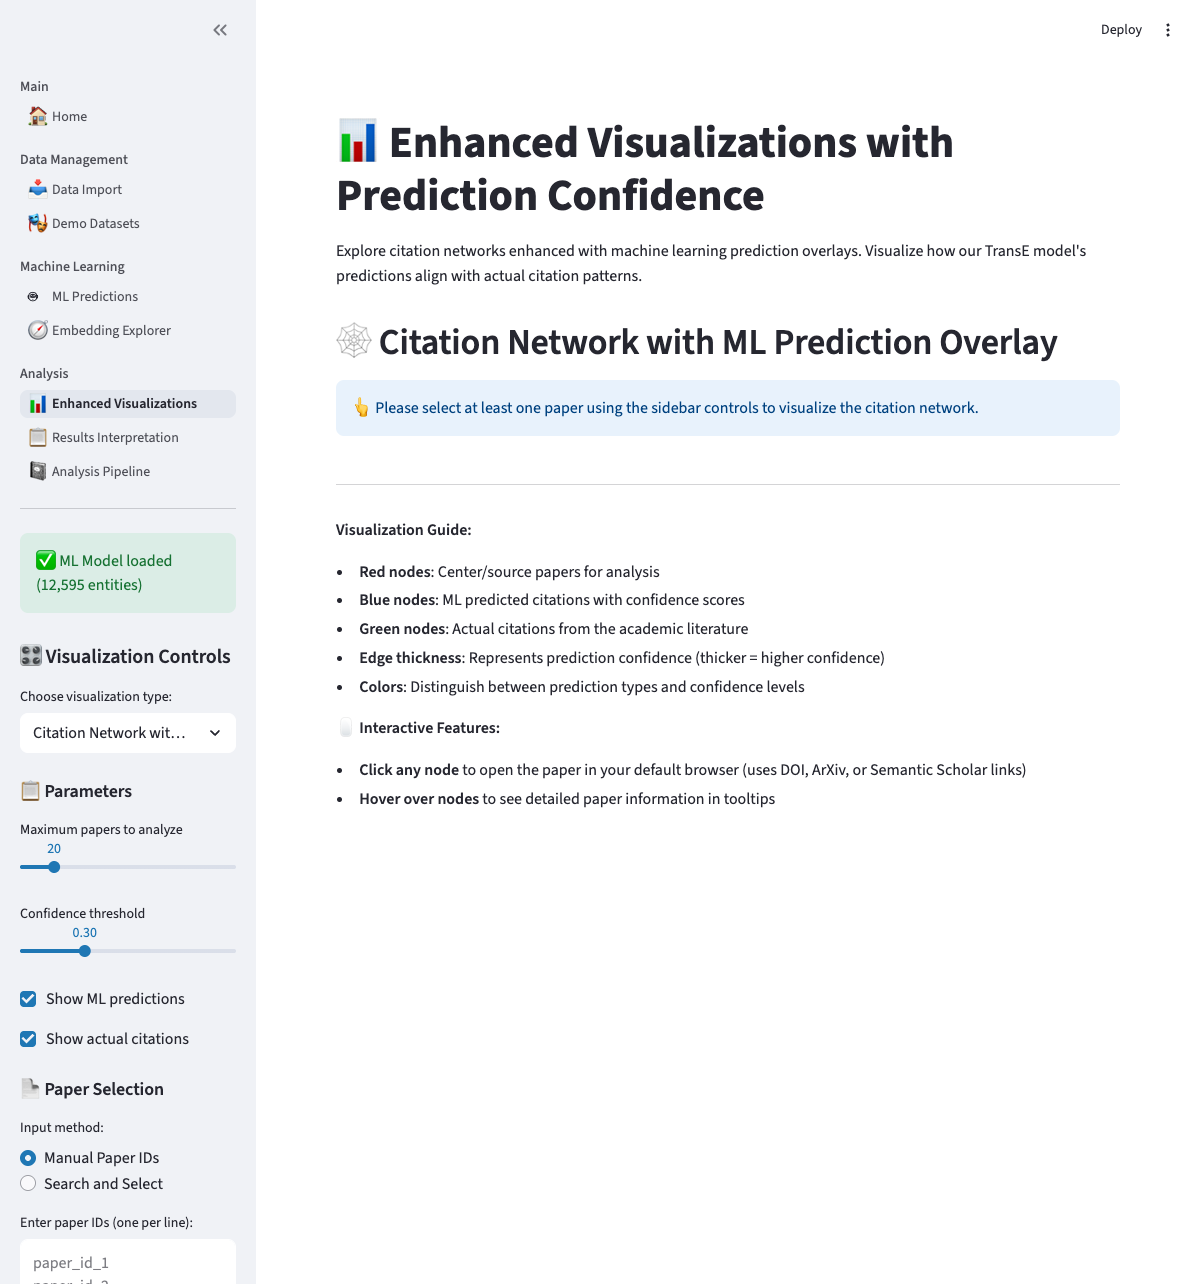 Deploy
Main
Home
Data Management
Data Import
Demo Datasets
Machine Learning
ML Predictions
Embedding Explorer
Analysis
Enhanced Visualizations
Results Interpretation
Analysis Pipeline
ML Model loaded
(12,595 entities)
Visualization Controls
Choose visualization type:
Citation Network wit...
Parameters
Maximum papers to analyze
20
Confidence threshold
0.30
Show ML predictions
Show actual citations
Paper Selection
Input method:
Manual Paper IDs
Search and Select
Enter paper IDs (one per line):
paper_id_1
paper_id_2
Enhanced Visualizations with
Prediction Confidence
Explore citation networks enhanced with machine learning prediction overlays. Visualize how our TransE model's
predictions align with actual citation patterns.
Citation Network with ML Prediction Overlay
Please select at least one paper using the sidebar controls to visualize the citation network.
Visualization Guide:
• Red nodes: Center/source papers for analysis
• Blue nodes: ML predicted citations with confidence scores
• Green nodes: Actual citations from the academic literature
• Edge thickness: Represents prediction confidence (thicker = higher confidence)
• Colors: Distinguish between prediction types and confidence levels
Interactive Features:
• Click any node to open the paper in your default browser (uses DOI, ArXiv, or Semantic Scholar links)
• Hover over nodes to see detailed paper information in tooltips